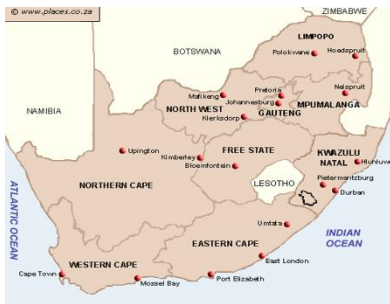 © www.places.co.za
ZIMBABWE
LIMPOPO
BOTSWANA
Polokwane
Hoedspruit
NAMIBIA
Mafikeng
Pretoria
Nelspruit
Johannesburg
MPUMALANGA
NORTH WEST
GAUTENG
Klerksdorp
Upington
Kimberley
FREE STATE
KWAZULU
NATAL
Hluhluwe
Bloemfontein
NORTHERN CAPE
LESOTHO
Pietermaritzburg
Durban
ATLANTIC OCEAN
Umtata
INDIAN
OCEAN
EASTERN CAPE
WESTERN CAPE
East London
Cape Town
Mossel Bay
Port Elizabeth